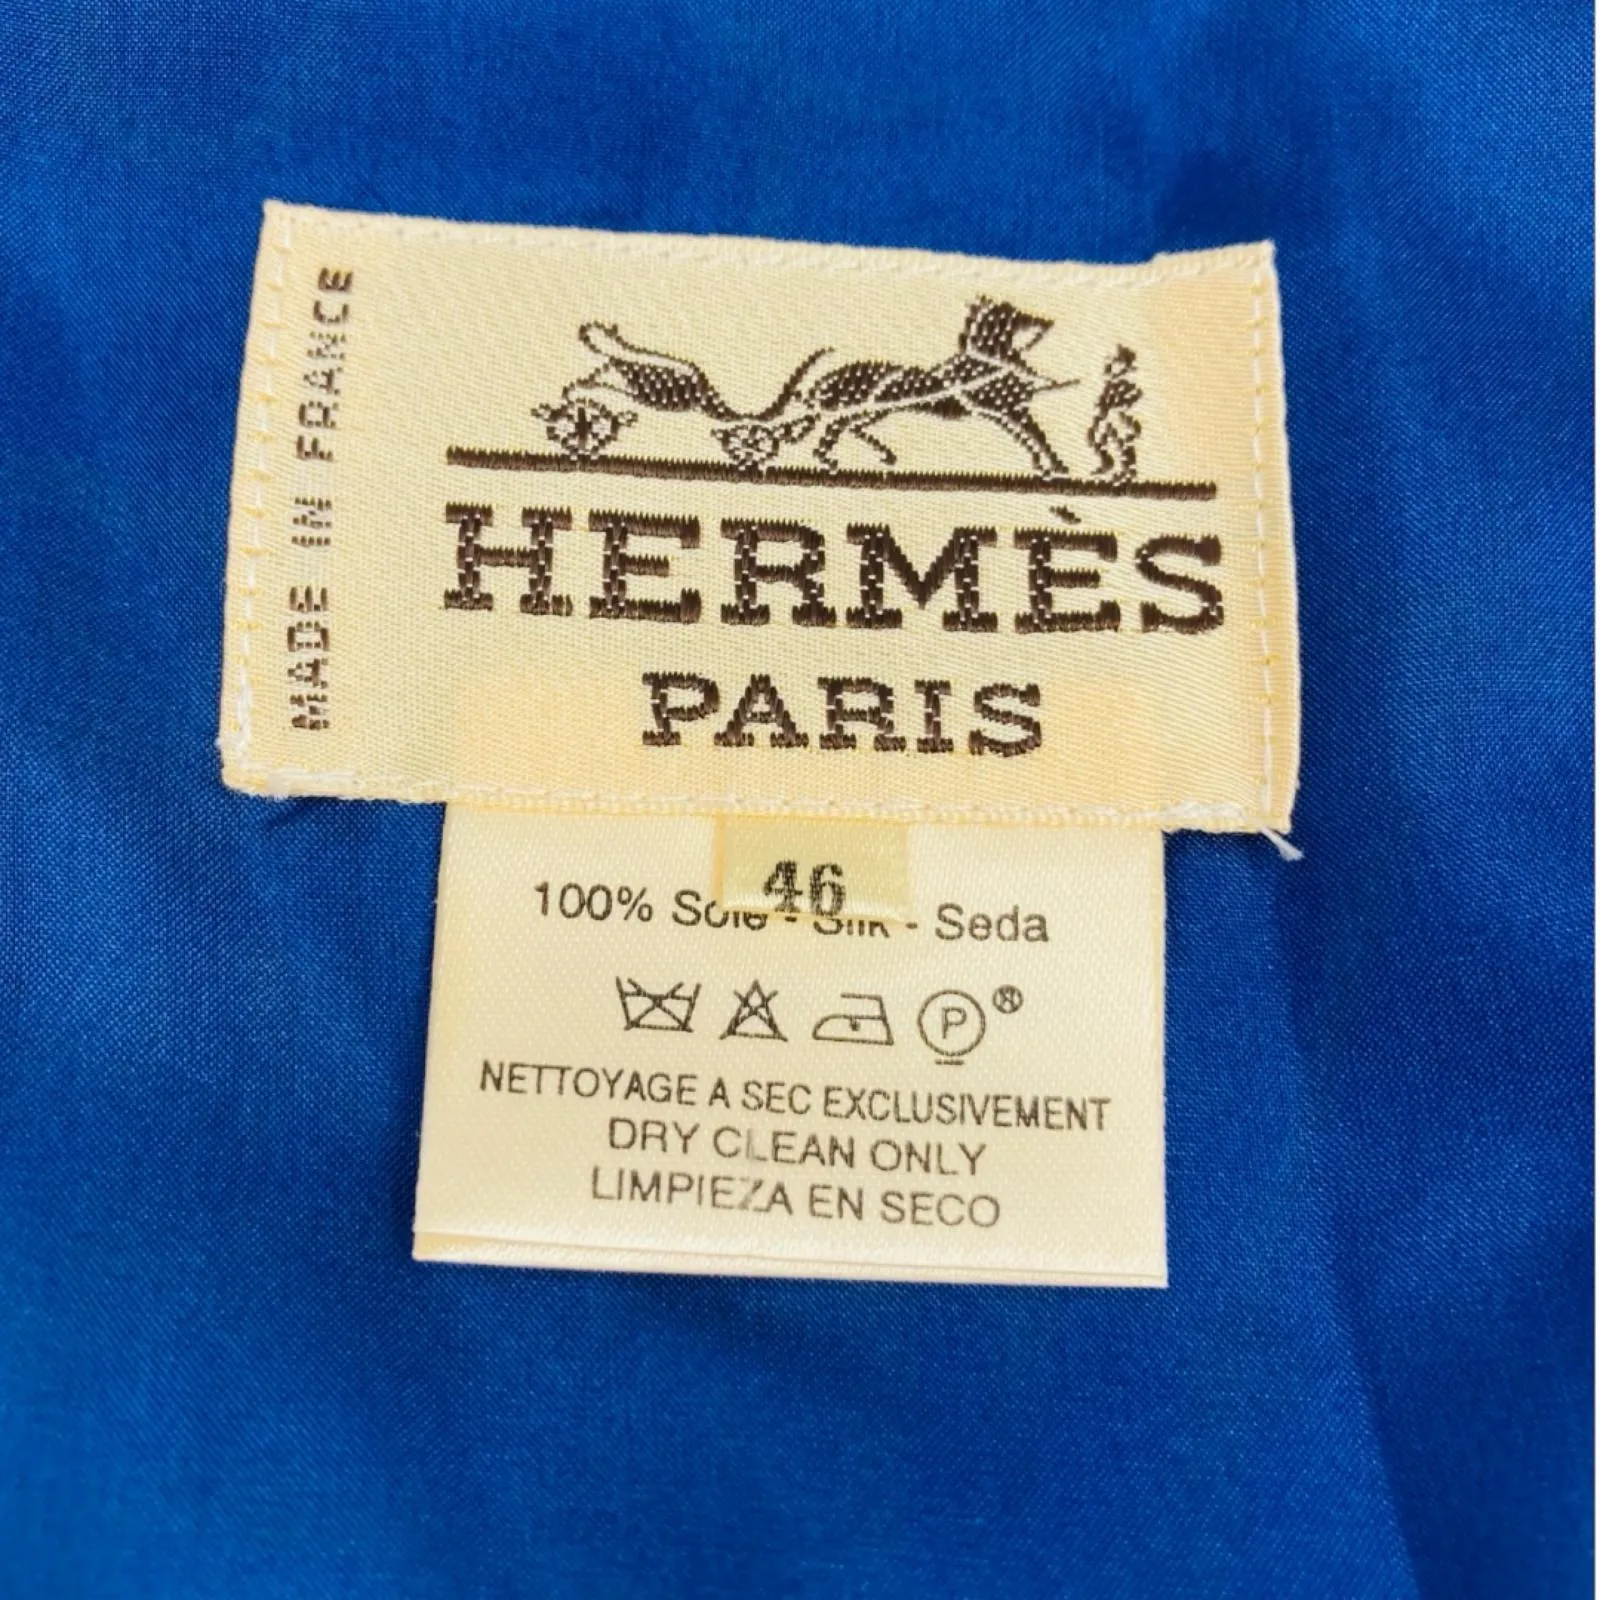 MADE IN FRANCE
HERMÈS
PARIS
46
100% Soie - Silk - Seda
P ®
NETTOYAGE A SEC EXCLUSIVEMENT
DRY CLEAN ONLY
LIMPIEZA EN SECO